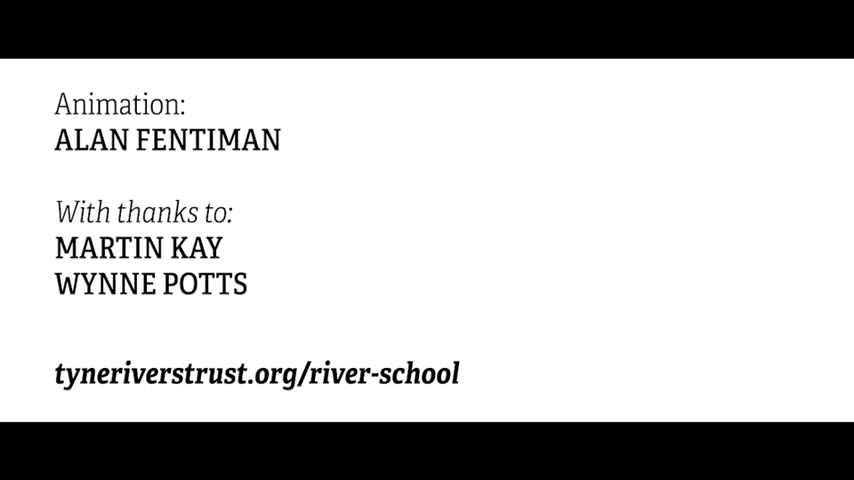 Animation:
ALAN FENTIMAN
With thanks to:
MARTIN KAY
WYNNE POTTS
tyneriverstrust.org/river-school